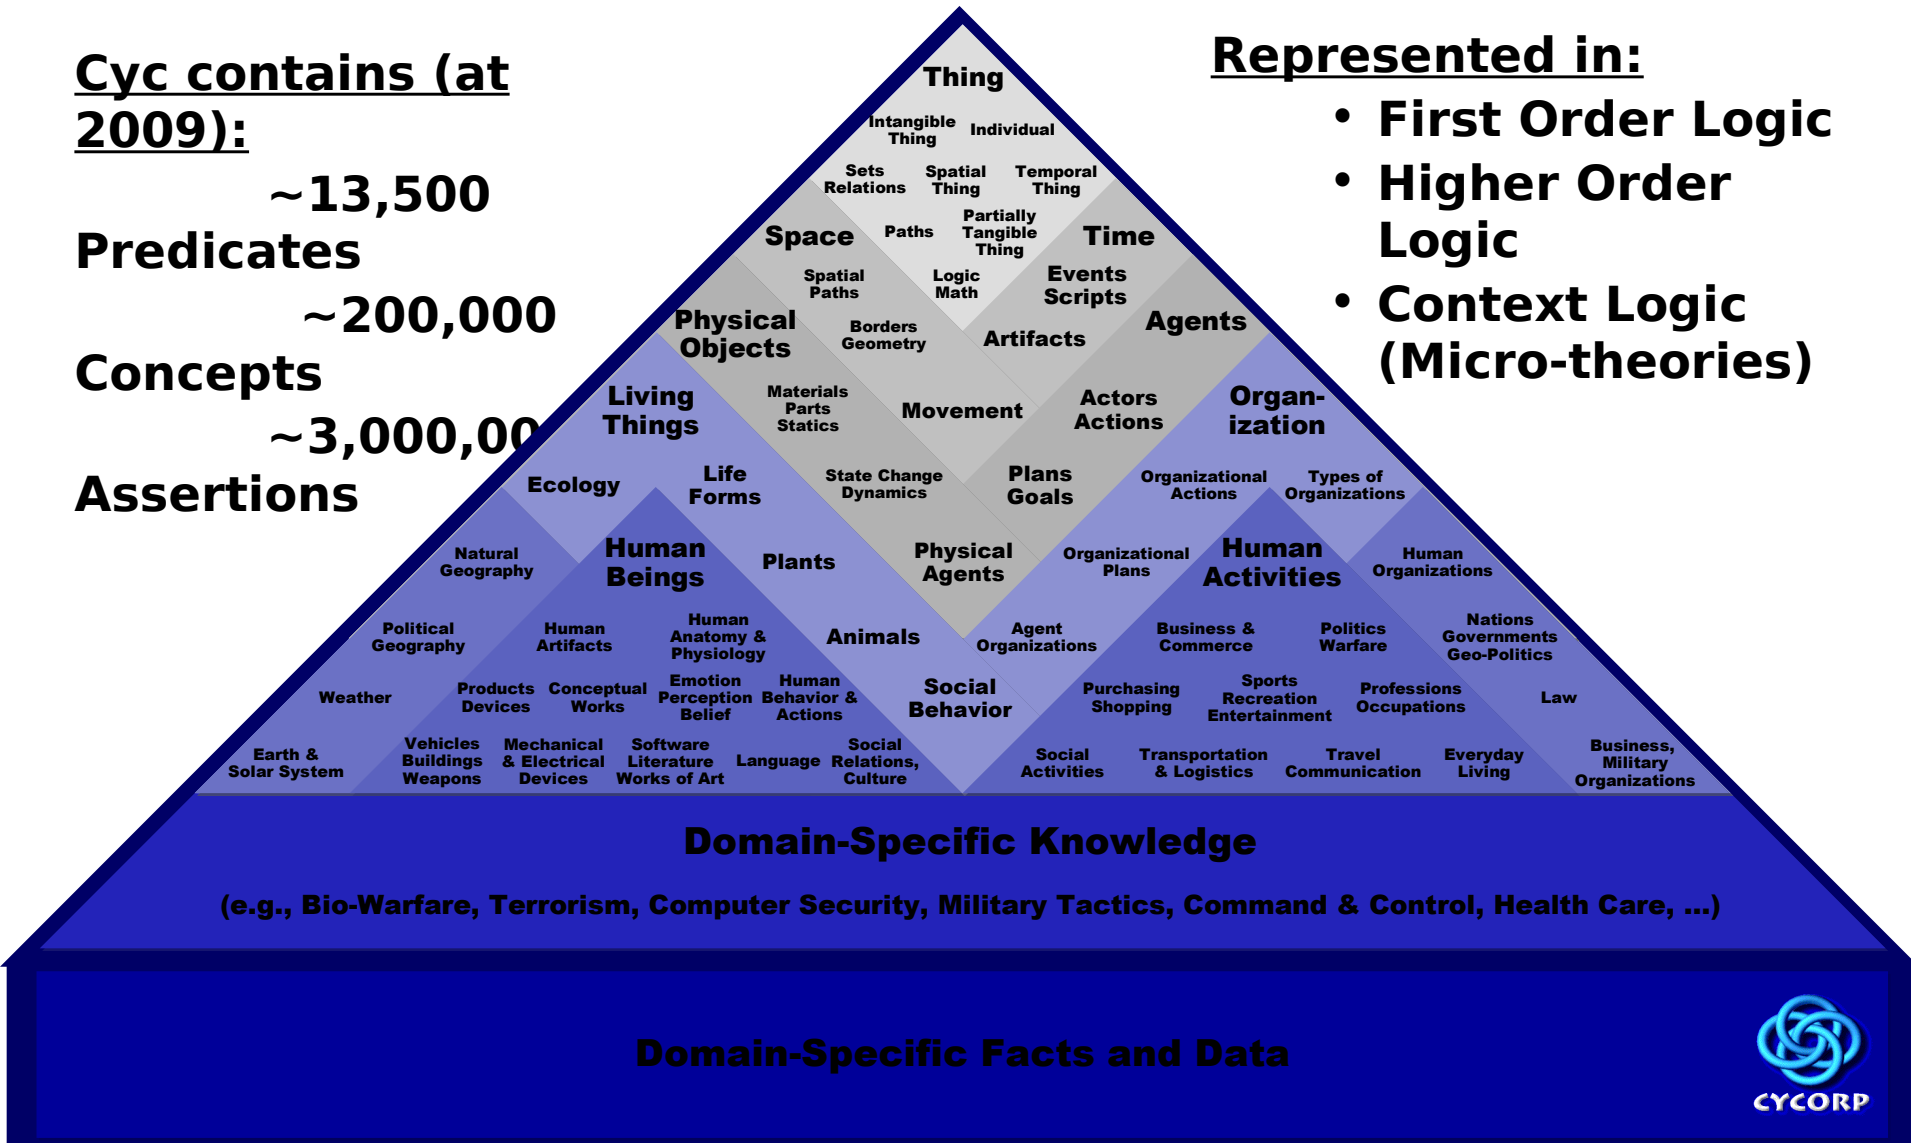 Cyc contains (at
2009):
~13,500
Predicates
~200,000
Concepts
~3,000,00
Assertions
Represented in:
• First Order Logic
• Higher Order
Logic
• Context Logic
(Micro-theories)
Thing
Intangible
Thing
Individual
Sets
Relations
Spatial
Thing
Temporal
Thing
Space
Paths
Partially
Tangible
Thing
Time
Spatial
Paths
Logic
Math
Events
Scripts
Physical
Objects
Borders
Geometry
Artifacts
Agents
Living
Things
Materials
Parts
Statics
Movement
Actors
Actions
Organ-
ization
Ecology
Life
Forms
State Change
Dynamics
Plans
Goals
Organizational
Actions
Types of
Organizations
Natural
Geography
Human
Beings
Plants
Physical
Agents
Organizational
Plans
Human
Activities
Human
Organizations
Political
Geography
Human
Artifacts
Human
Anatomy &
Physiology
Animals
Agent
Organizations
Business &
Commerce
Politics
Warfare
Nations
Governments
Geo-Politics
Weather
Products
Devices
Conceptual
Works
Emotion
Perception
Belief
Human
Behavior &
Actions
Social
Behavior
Purchasing
Shopping
Sports
Recreation
Entertainment
Professions
Occupations
Law
Earth &
Solar System
Vehicles
Buildings
Weapons
Mechanical
& Electrical
Devices
Software
Literature
Works of Art
Language
Social
Relations,
Culture
Social
Activities
Transportation
& Logistics
Travel
Communication
Everyday
Living
Business,
Military
Organizations
Domain-Specific Knowledge
(e.g., Bio-Warfare, Terrorism, Computer Security, Military Tactics, Command & Control, Health Care, ...)
Domain-Specific Facts and Data
CYCORP